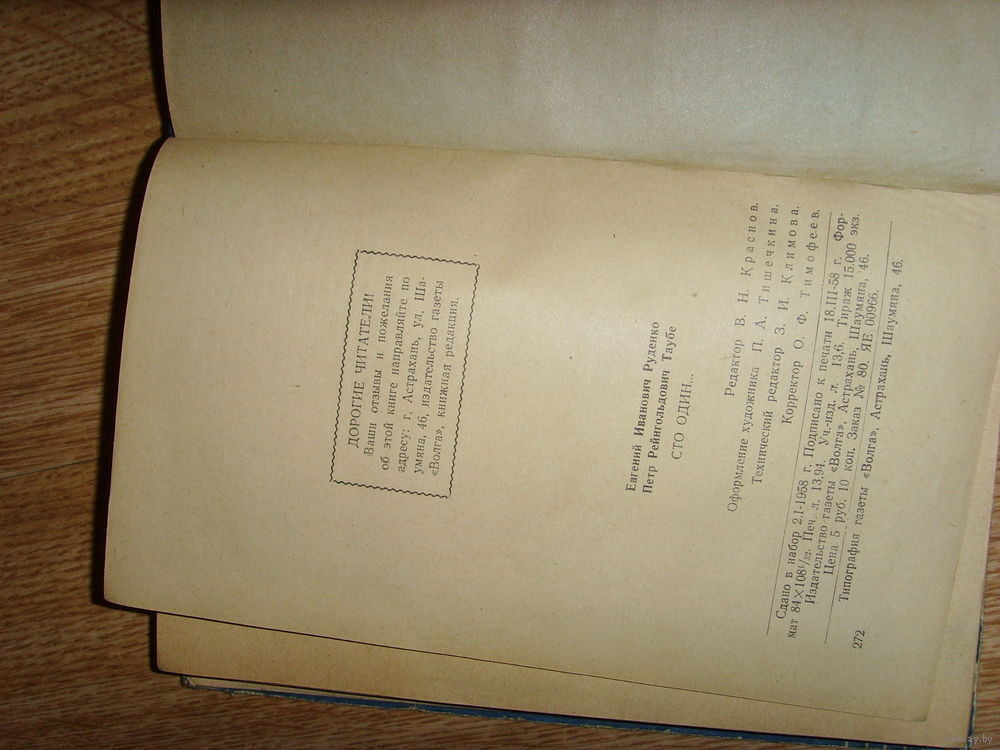 ДОРОГИЕ ЧИТАТЕЛИ!
Ваши отзывы и пожелания
об этой книге направляйте по
адресу: г. Астрахань, ул. Ша-
умяна, 46, издательство газеты
«Волга», книжная редакция.
Евгений Иванович Руденко
Петр Рейнгольдович Таубе
СТО ОДИН...
Редактор В. Н. Краснов.
Оформление художника П. А. Тишечкина.
Технический редактор З. И. Климова.
Корректор О. Ф. Тимофеев.
Сдано в набор 2.I-1958 г. Подписано к печати 18.III-58 г. Фор-
мат 84×108¹/₃₂. Печ. л. 13,94. Уч.-изд. л. 13,6. Тираж 15.000 экз.
Издательство газеты «Волга», Астрахань, Шаумяна, 46.
Цена 5 руб. 10 коп. Заказ № 80. ЯЕ 00966.
Типография газеты «Волга», Астрахань, Шаумяна, 46.
272